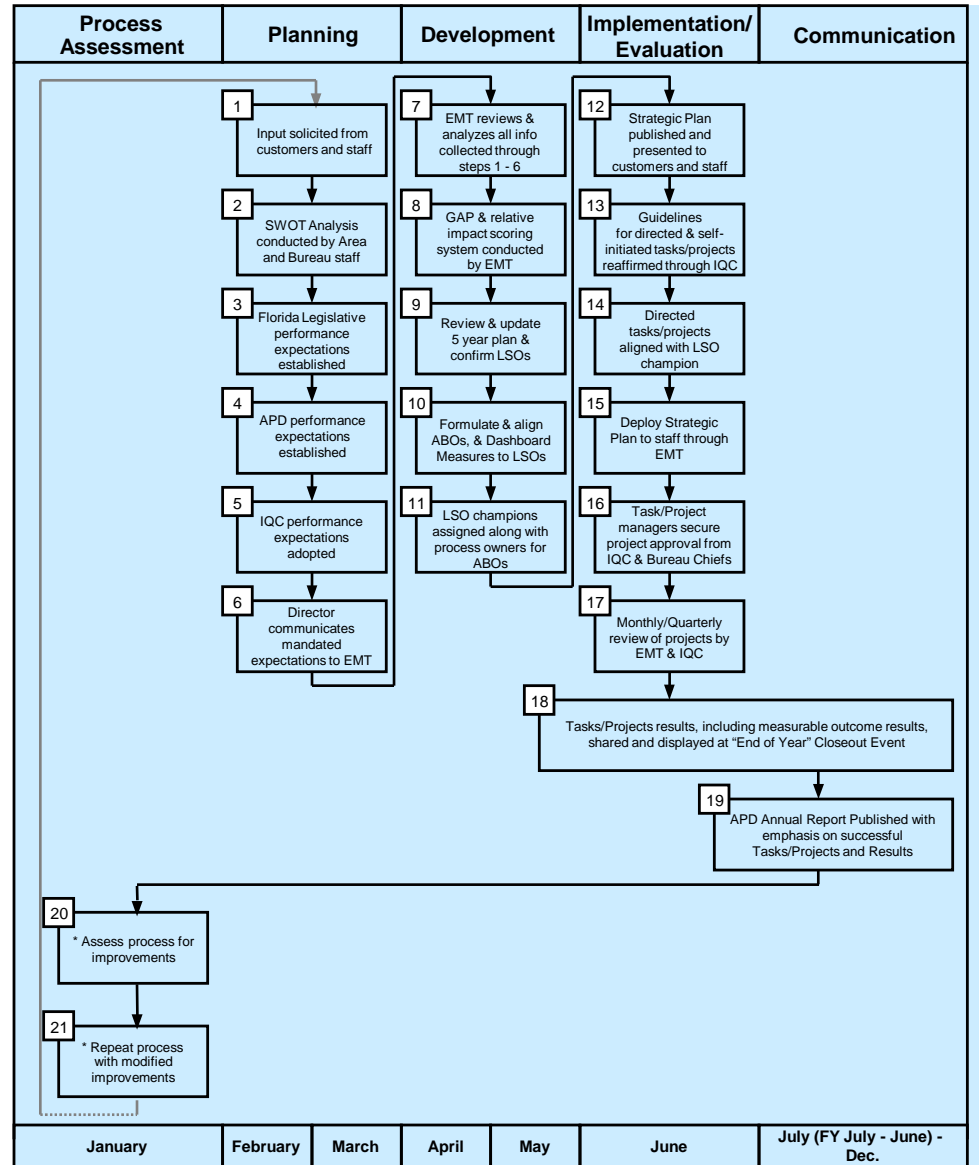 Process
Assessment
Planning
Development
Implementation/
Evaluation
Communication
1
Input solicited from
customers and staff
2
SWOT Analysis
conducted by Area
and Bureau staff
3
Florida Legislative
performance
expectations
established
4
APD performance
expectations
established
5
IQC performance
expectations
adopted
6
Director
communicates
mandated
expectations to EMT
7
EMT reviews &
analyzes all info
collected through
steps 1 - 6
8
GAP & relative
impact scoring
system conducted
by EMT
9
Review & update
5 year plan &
confirm LSOs
10
Formulate & align
ABOs, & Dashboard
Measures to LSOs
11
LSO champions
assigned along with
process owners for
ABOs
12
Strategic Plan
published and
presented to
customers and staff
13
Guidelines
for directed & self-
initiated tasks/projects
reaffirmed through IQC
14
Directed
tasks/projects
aligned with LSO
champion
15
Deploy Strategic
Plan to staff through
EMT
16
Task/Project
managers secure
project approval from
IQC & Bureau Chiefs
17
Monthly/Quarterly
review of projects by
EMT & IQC
18
Tasks/Projects results, including measurable outcome results,
shared and displayed at “End of Year” Closeout Event
19
APD Annual Report Published with
emphasis on successful
Tasks/Projects and Results
20
* Assess process for
improvements
21
* Repeat process
with modified
improvements
January
February
March
April
May
June
July (FY July - June) -
Dec.